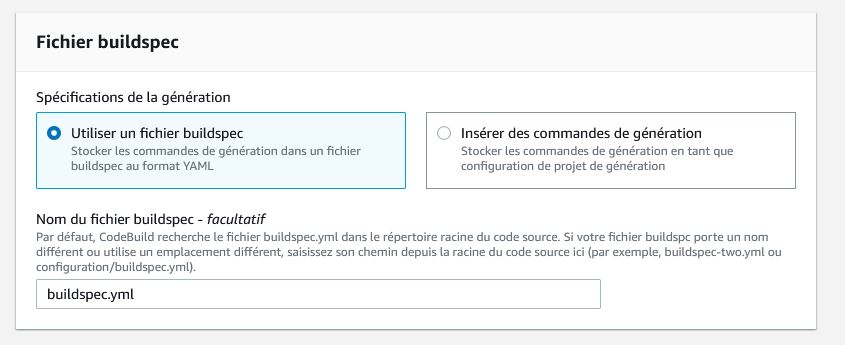 Fichier buildspec
Spécifications de la génération
Utiliser un fichier buildspec
Stocker les commandes de génération dans un fichier
buildspec au format YAML
Insérer des commandes de génération
Stocker les commandes de génération en tant que
configuration de projet de génération
Nom du fichier buildspec - facultatif
Par défaut, CodeBuild recherche le fichier buildspec.yml dans le répertoire racine du code source. Si votre fichier buildspc porte un nom
différent ou utilise un emplacement différent, saisissez son chemin depuis la racine du code source ici (par exemple, buildspec-two.yml ou
configuration/buildspec.yml).
buildspec.yml